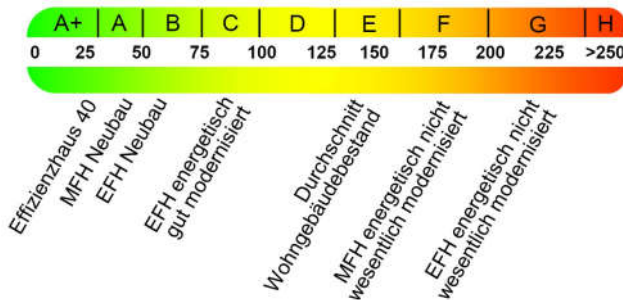 A+ A B C D E F G H
0 25 50 75 100 125 150 175 200 225 >250
Effizienzhaus 40
MFH Neubau
EFH Neubau
EFH energetisch
gut modernisiert
Durchschnitt
Wohngebäudebestand
MFH energetisch nicht
wesentlich modernisiert
EFH energetisch nicht
wesentlich modernisiert